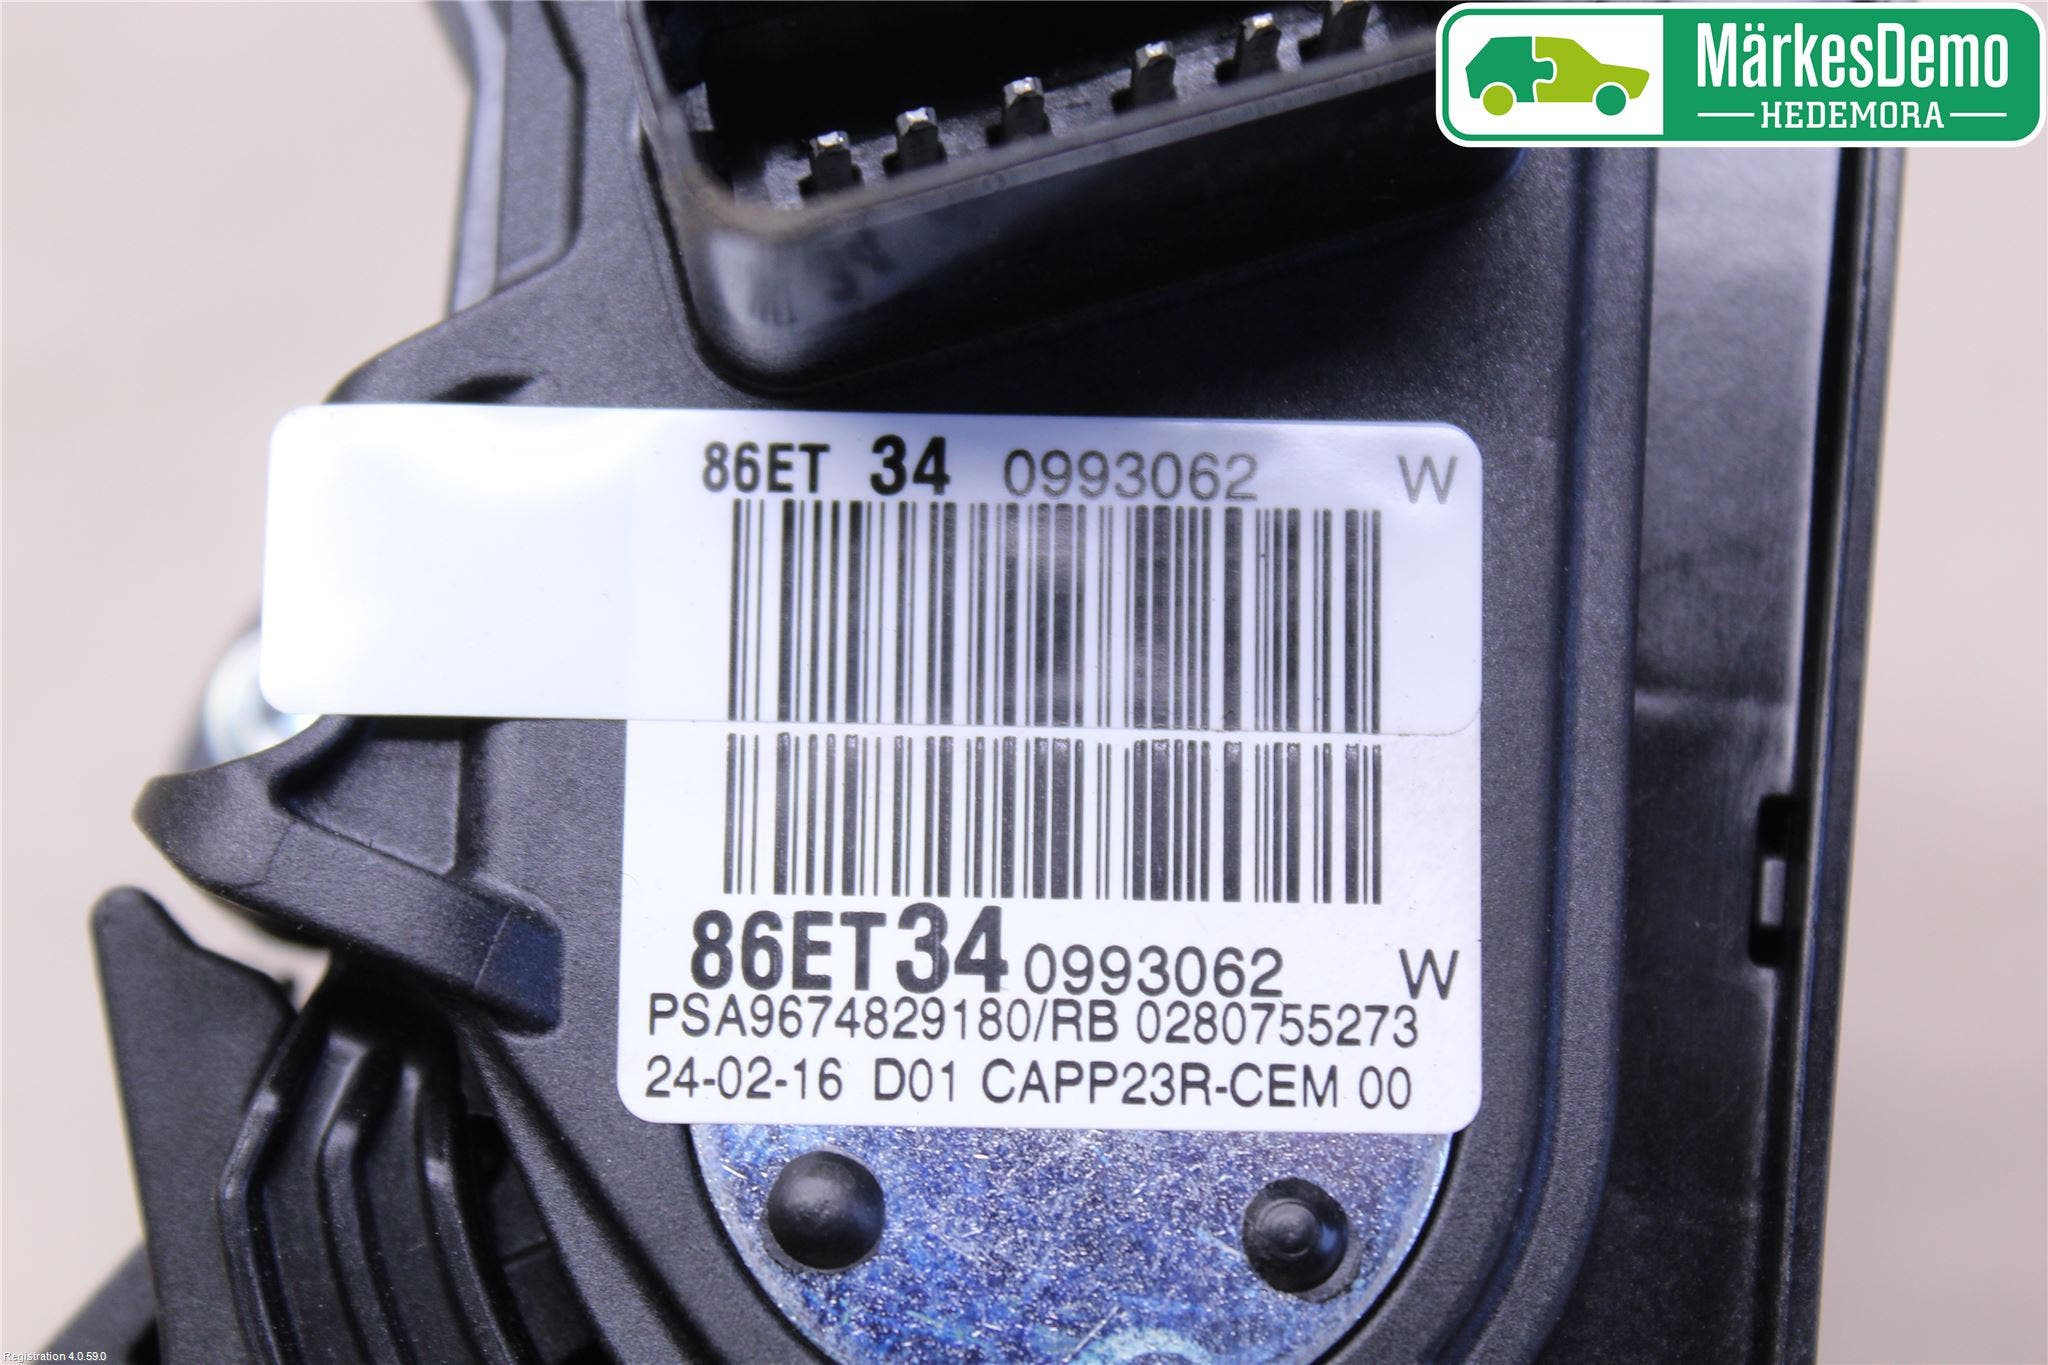 MärkesDemo
HEDEMORA
86ET 34 0993062 W
86ET34 0993062 W
PSA9674829180/RB 0280755273
24-02-16 D01 CAPP23R-CEM 00
Registration 4.0.59.0